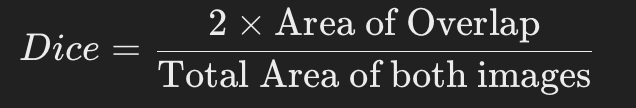 Dice = 2 × Area of Overlap
Total Area of both images